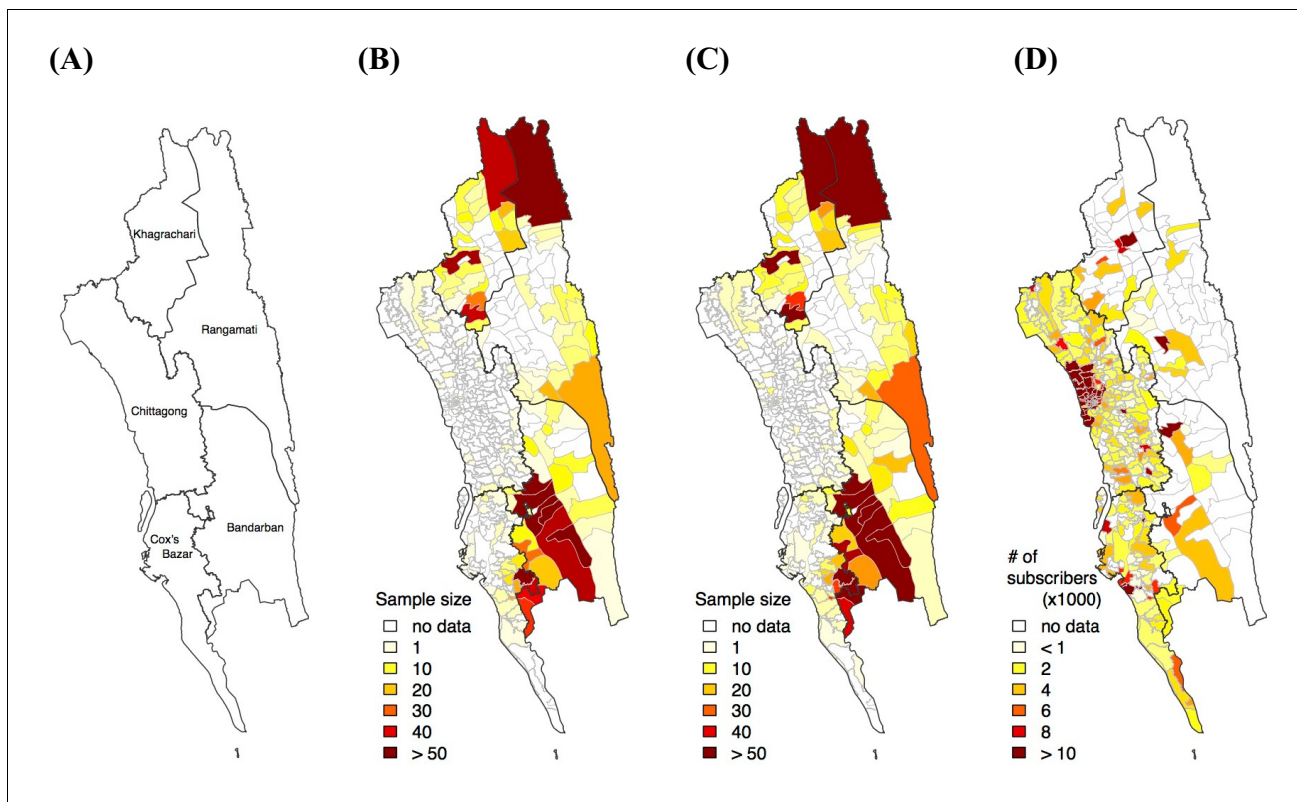 (A)
(B)
(C)
(D)
Khagrachari
Rangamati
Chittagong
Bandarban
Cox's
Bazar
Sample size
no data
1
10
20
30
40
> 50
Sample size
no data
1
10
20
30
40
> 50
# of
subscribers
(x1000)
no data
< 1
2
4
6
8
> 10